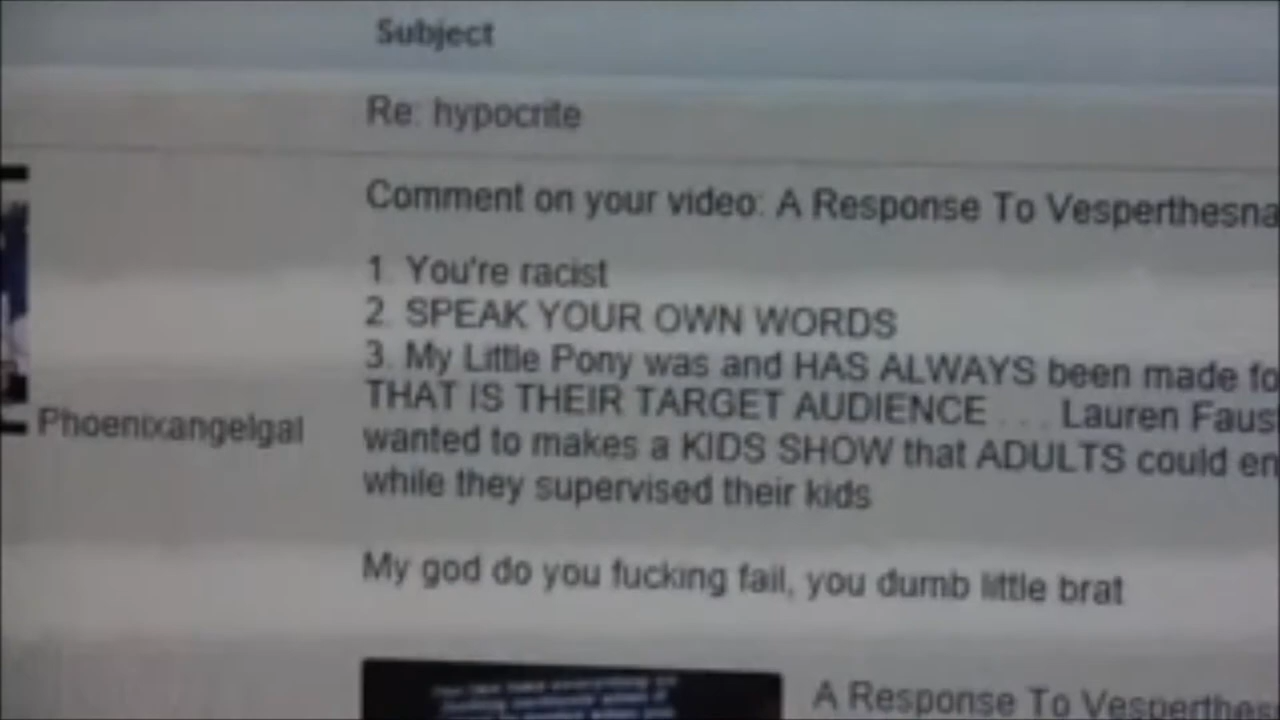 Subject
Re: hypocrite
Comment on your video: A Response To Vesperthesna
1. You're racist
2. SPEAK YOUR OWN WORDS
3. My Little Pony was and HAS ALWAYS been made fo
THAT IS THEIR TARGET AUDIENCE . . . Lauren Faus
Phoenixangelgal
wanted to makes a KIDS SHOW that ADULTS could en
while they supervised their kids
My god do you fucking fail, you dumb little brat
A Response To Vesperthes